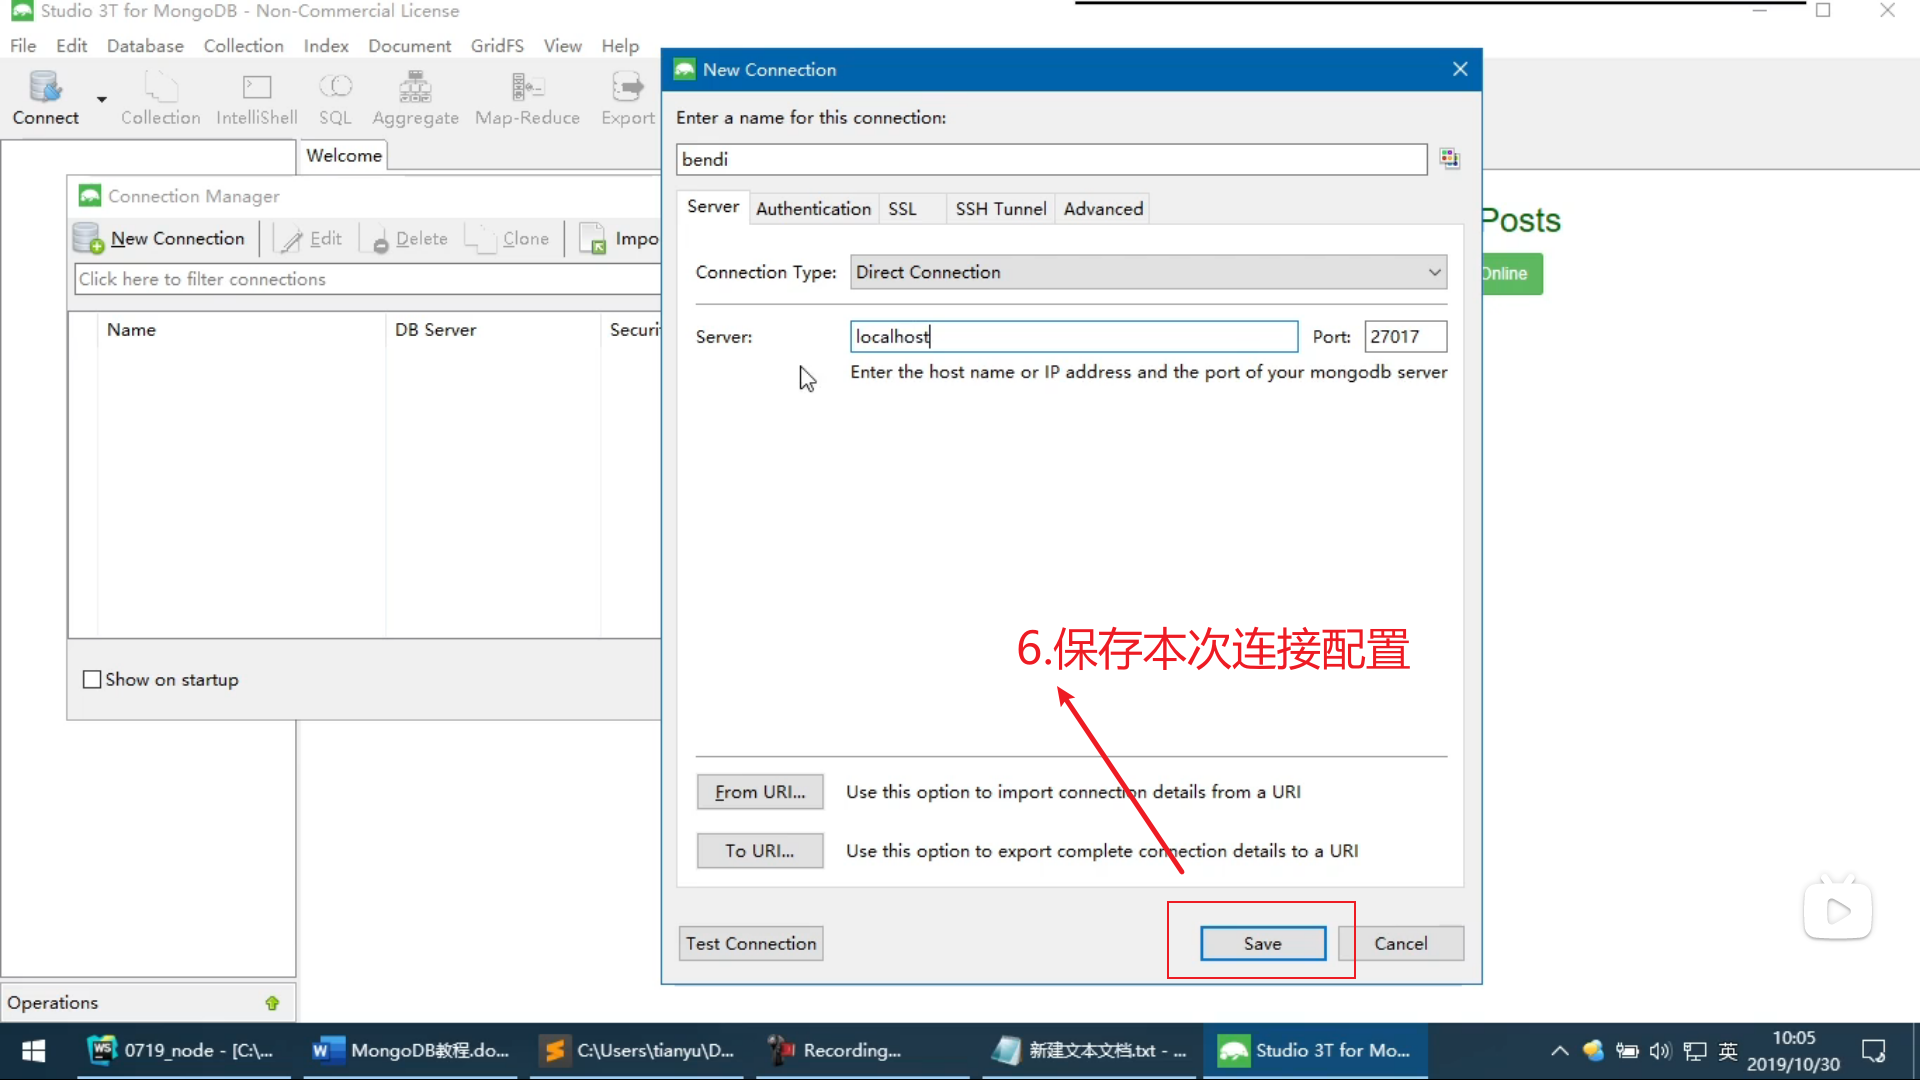 Studio 3T for MongoDB - Non-Commercial License
File Edit Database Collection Index Document GridFS View Help
Connect Collection IntelliShell SQL Aggregate Map-Reduce Export
Welcome
Connection Manager
New Connection Edit Delete Clone Impo
Click here to filter connections
Name DB Server Securi
Show on startup
Operations
New Connection
Enter a name for this connection:
bendi
Server Authentication SSL SSH Tunnel Advanced
Connection Type: Direct Connection
Server: localhost Port: 27017
Enter the host name or IP address and the port of your mongodb server
6.保存本次连接配置
From URI... Use this option to import connection details from a URI
To URI... Use this option to export complete connection details to a URI
Test Connection Save Cancel
Posts
Online
0719_node - [C:\... MongoDB教程.do... C:\Users\tianyu\D... Recording... 新建文本文档.txt - ... Studio 3T for Mo... 英 10:05
2019/10/30